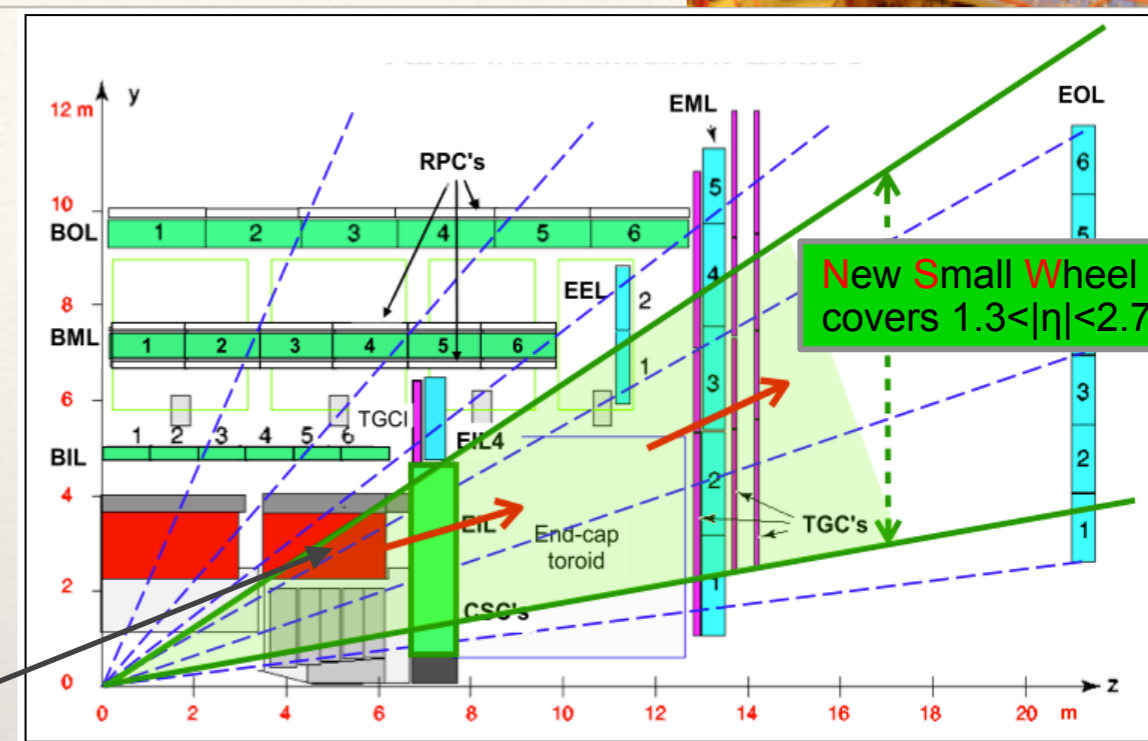 y
12 m
EML
EOL
RPC's
5
6
10
BOL
1 2 3 4 5 6
5
New Small Wheel
covers 1.3<|η|<2.7
4
8
EEL
2
BML
1 2 3 4 5 6
1
3
3
6
TGCI
1 2 3 4 5 6
EIL4
BIL
2
2
4
EIL
End-cap
toroid
TGC's
1
2
CSC's
1
0
z
0 2 4 6 8 10 12 14 16 18 20 m